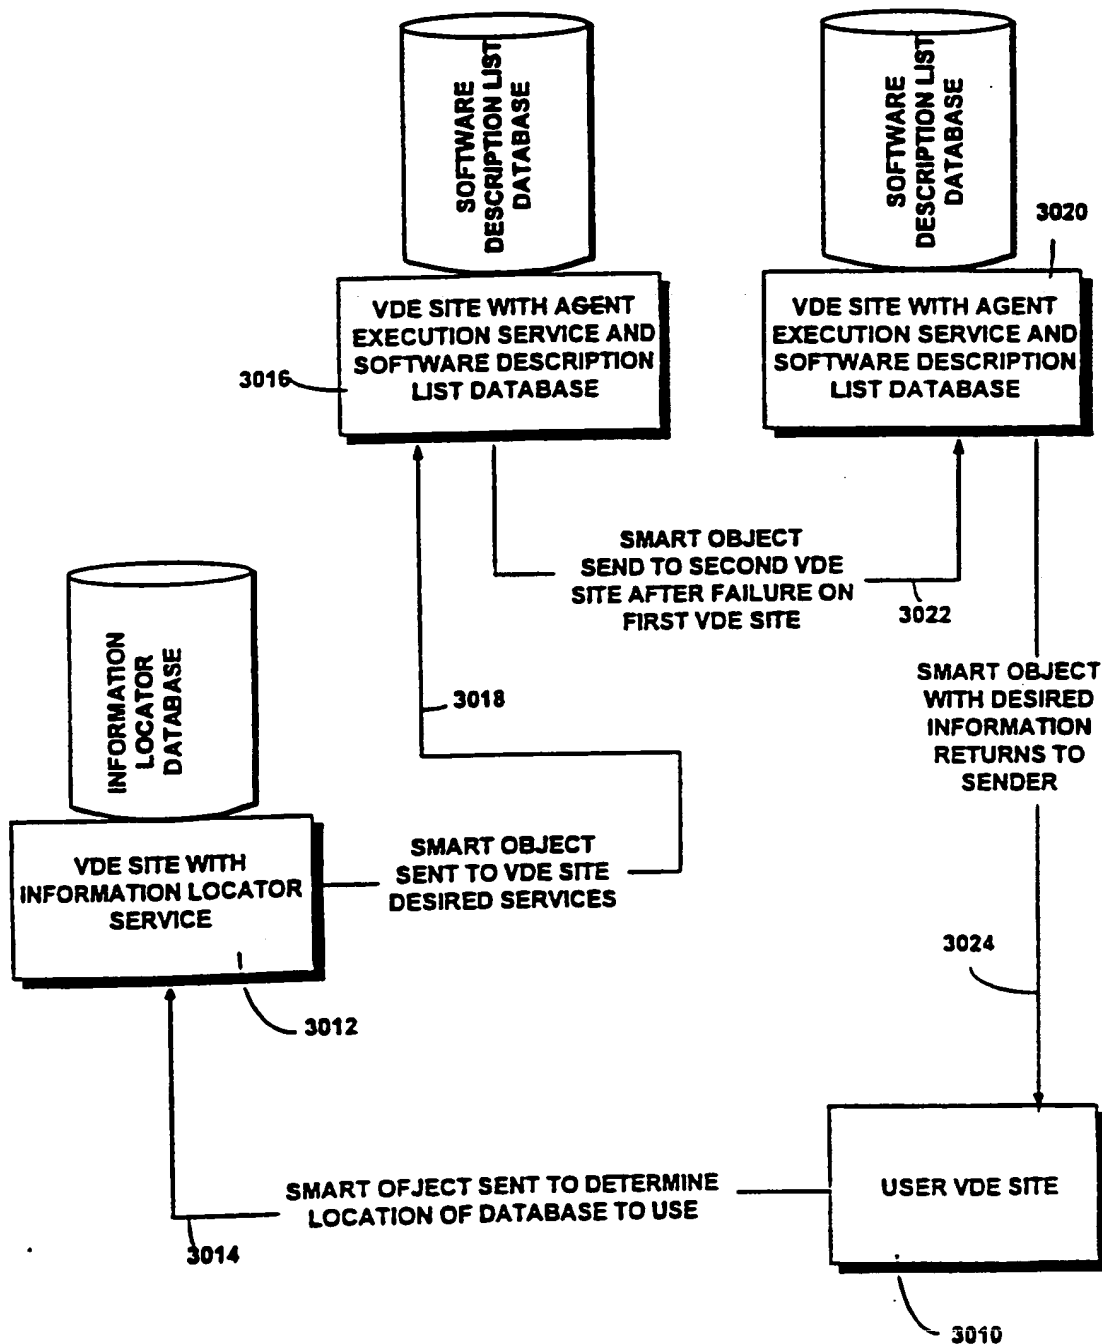 SOFTWARE
DESCRIPTION LIST
DATABASE
SOFTWARE
DESCRIPTION LIST
DATABASE
3020
VDE SITE WITH AGENT
EXECUTION SERVICE AND
SOFTWARE DESCRIPTION
LIST DATABASE
VDE SITE WITH AGENT
EXECUTION SERVICE AND
SOFTWARE DESCRIPTION
LIST DATABASE
3016
SMART OBJECT
SEND TO SECOND VDE
SITE AFTER FAILURE ON
FIRST VDE SITE
3022
INFORMATION
LOCATOR
DATABASE
3018
SMART OBJECT
WITH DESIRED
INFORMATION
RETURNS TO
SENDER
VDE SITE WITH
INFORMATION LOCATOR
SERVICE
SMART OBJECT
SENT TO VDE SITE
DESIRED SERVICES
3024
3012
USER VDE SITE
SMART OFJECT SENT TO DETERMINE
LOCATION OF DATABASE TO USE
3014
3010